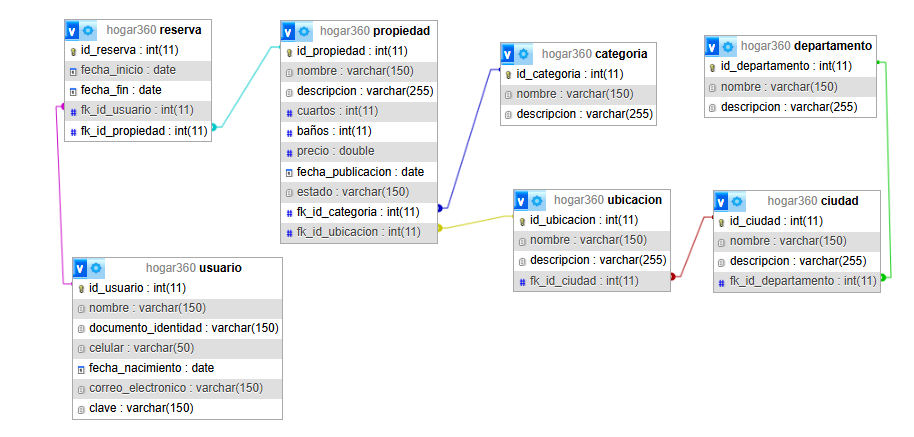 hogar360 reserva
id_reserva : int(11)
fecha_inicio : date
fecha_fin : date
fk_id_usuario : int(11)
fk_id_propiedad : int(11)
hogar360 propiedad
id_propiedad : int(11)
nombre : varchar(150)
descripcion : varchar(255)
cuartos : int(11)
baños : int(11)
precio : double
fecha_publicacion : date
estado : varchar(150)
fk_id_categoria : int(11)
fk_id_ubicacion : int(11)
hogar360 categoria
id_categoria : int(11)
nombre : varchar(150)
descripcion : varchar(255)
hogar360 departamento
id_departamento : int(11)
nombre : varchar(150)
descripcion : varchar(255)
hogar360 ubicacion
id_ubicacion : int(11)
nombre : varchar(150)
descripcion : varchar(255)
fk_id_ciudad : int(11)
hogar360 ciudad
id_ciudad : int(11)
nombre : varchar(150)
descripcion : varchar(255)
fk_id_departamento : int(11)
hogar360 usuario
id_usuario : int(11)
nombre : varchar(150)
documento_identidad : varchar(150)
celular : varchar(50)
fecha_nacimiento : date
correo_electronico : varchar(150)
clave : varchar(150)